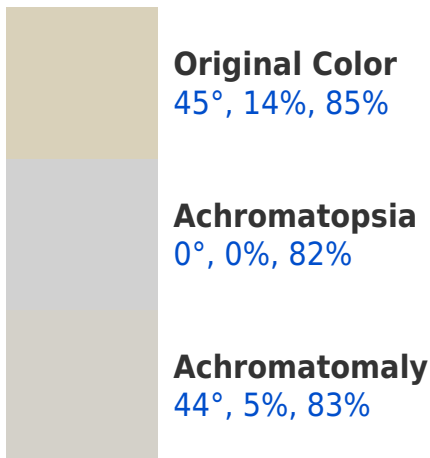 Original Color
45°, 14%, 85%
Achromatopsia
0°, 0%, 82%
Achromatomaly
44°, 5%, 83%